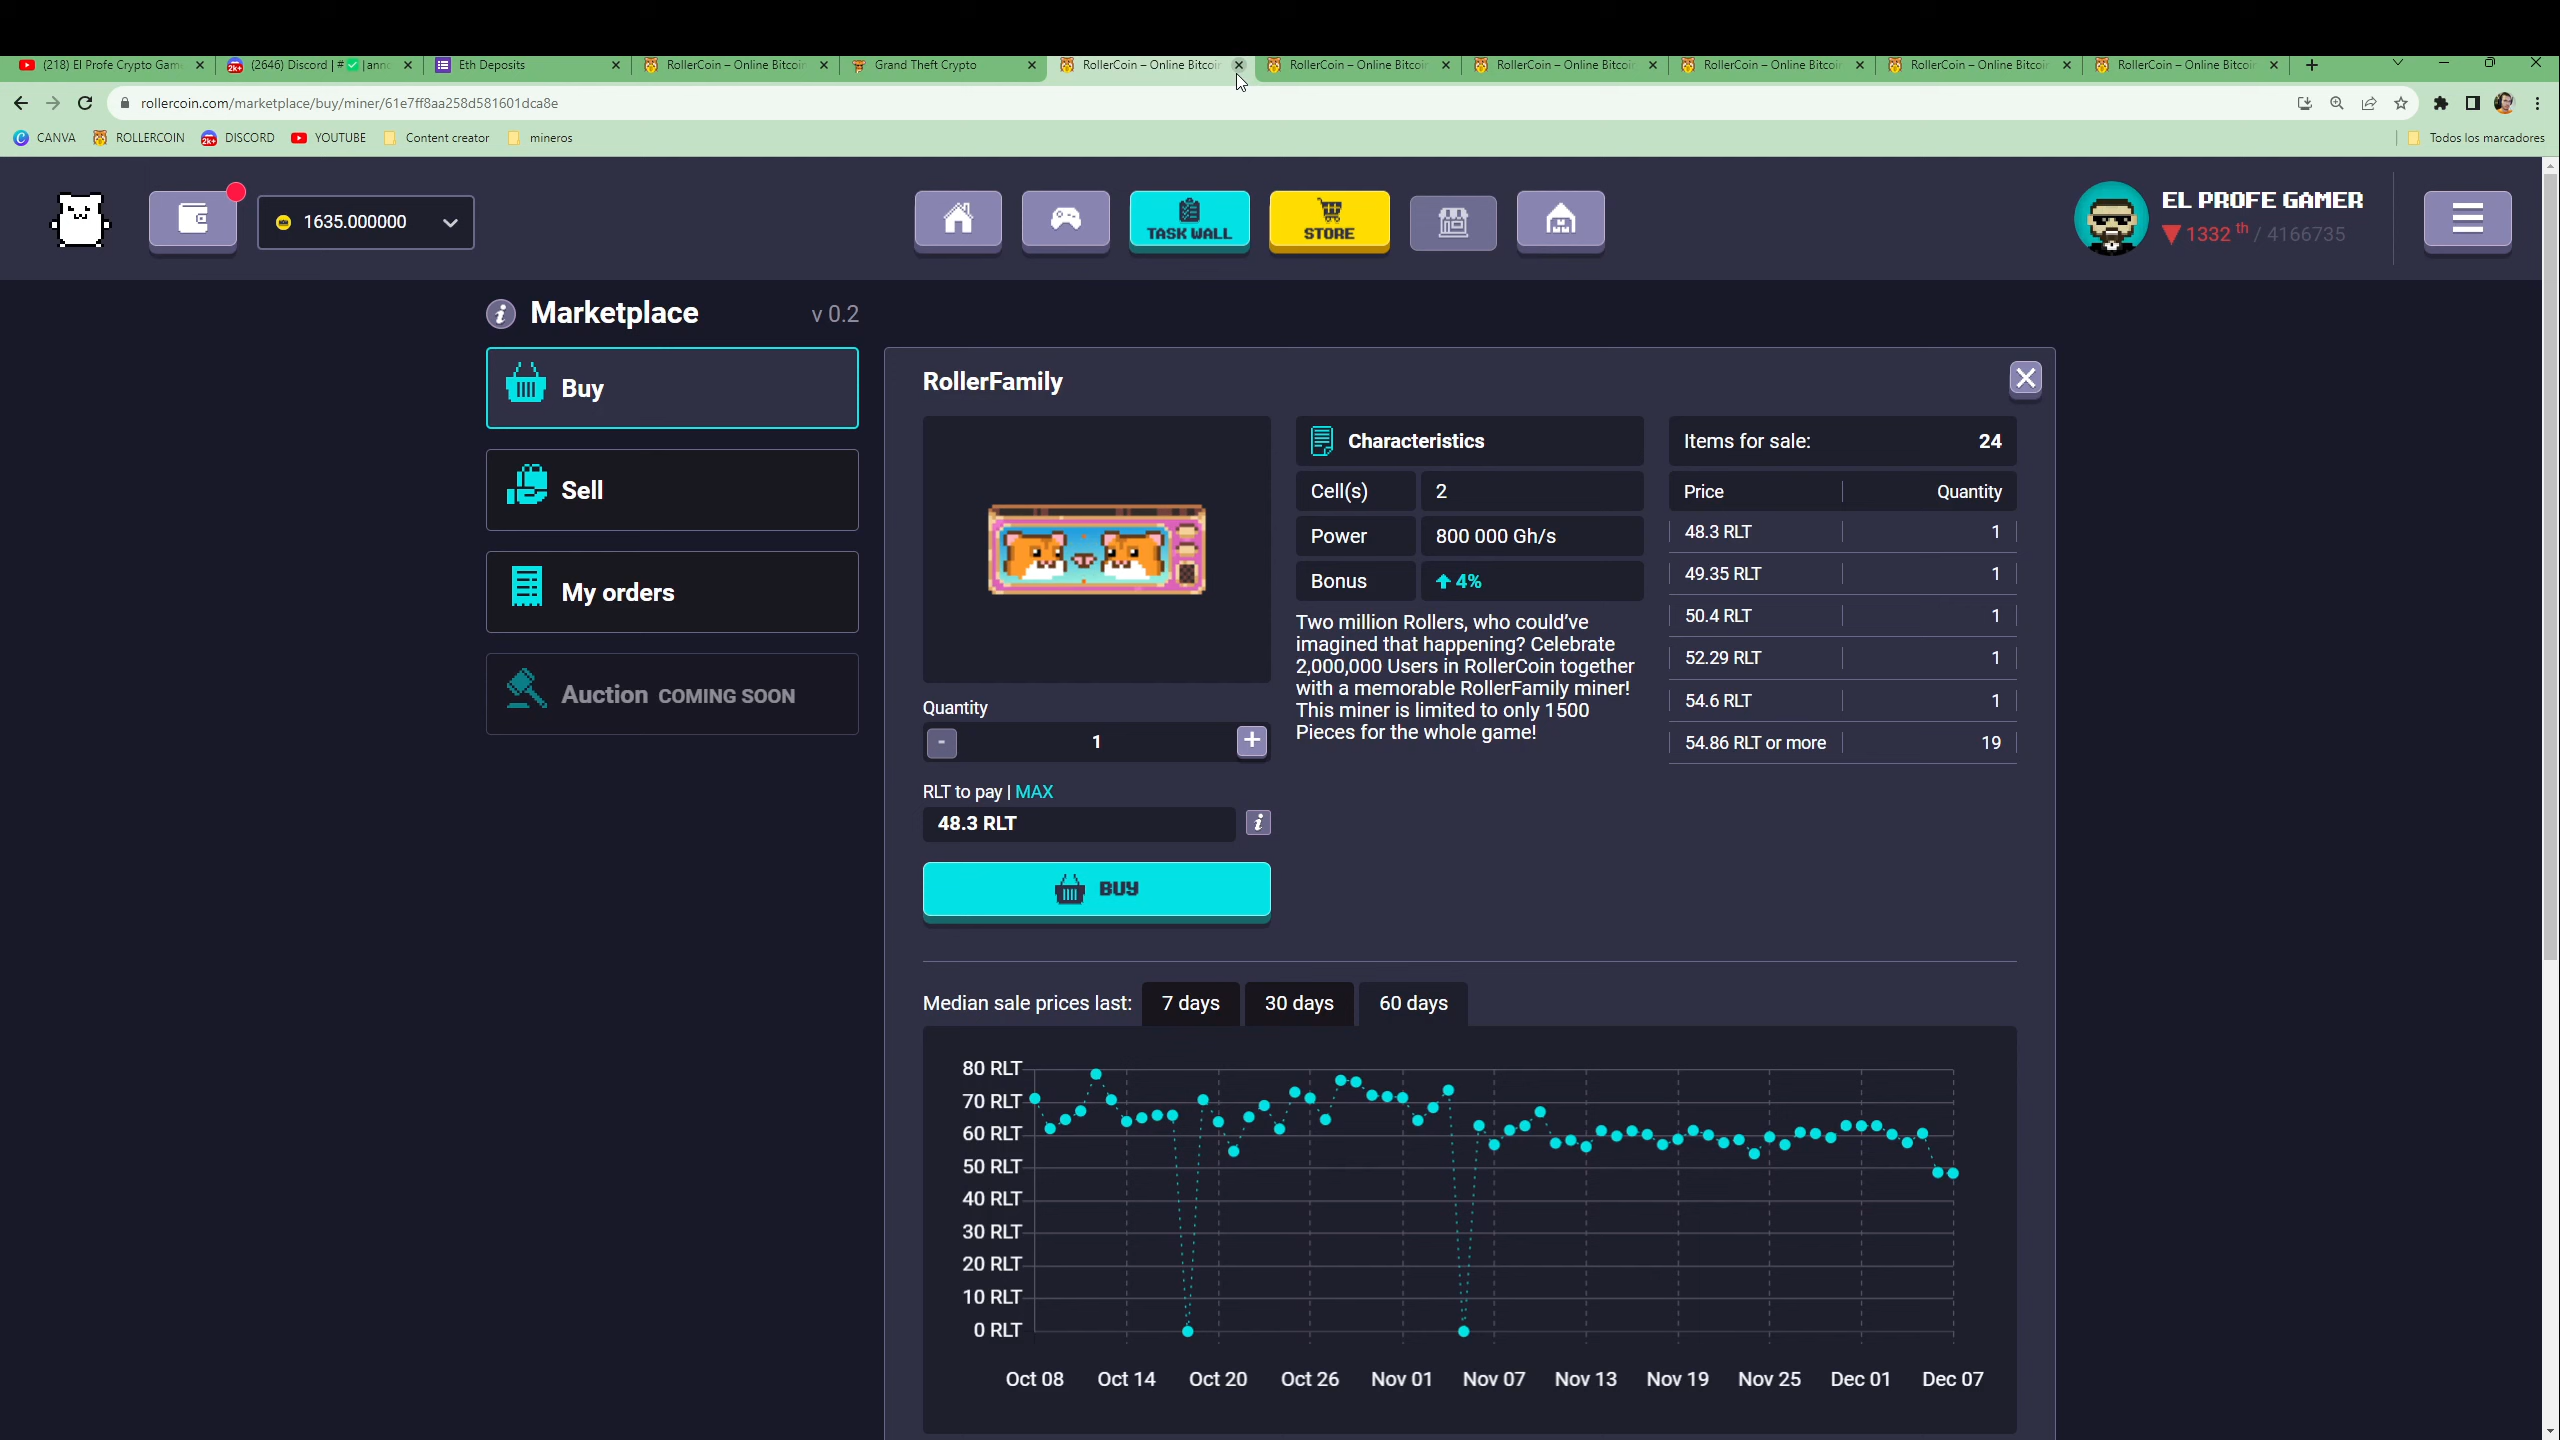 (218) El Profe Crypto Gam
(2646) Discord | #✅ | anno
Eth Deposits
RollerCoin – Online Bitcoin
Grand Theft Crypto
RollerCoin – Online Bitcoin
RollerCoin – Online Bitcoin
RollerCoin – Online Bitcoin
RollerCoin – Online Bitcoin
RollerCoin – Online Bitcoin
RollerCoin – Online Bitcoin
rollercoin.com/marketplace/buy/miner/61e7ff8aa258d581601dca8e
CANVA
ROLLERCOIN
DISCORD
YOUTUBE
Content creator
mineros
Todos los marcadores
1635.000000
TASK WALL
STORE
EL PROFE GAMER
1332 th / 4166735
Marketplace
v 0.2
Buy
Sell
My orders
Auction COMING SOON
RollerFamily
Characteristics
Cell(s) 2
Power 800 000 Gh/s
Bonus 4%
Two million Rollers, who could've
imagined that happening? Celebrate
2,000,000 Users in RollerCoin together
with a memorable RollerFamily miner!
This miner is limited to only 1500
Pieces for the whole game!
Items for sale: 24
Price Quantity
48.3 RLT 1
49.35 RLT 1
50.4 RLT 1
52.29 RLT 1
54.6 RLT 1
54.86 RLT or more 19
Quantity
- 1 +
RLT to pay | MAX
48.3 RLT
BUY
Median sale prices last: 7 days 30 days 60 days
80 RLT
70 RLT
60 RLT
50 RLT
40 RLT
30 RLT
20 RLT
10 RLT
0 RLT
Oct 08 Oct 14 Oct 20 Oct 26 Nov 01 Nov 07 Nov 13 Nov 19 Nov 25 Dec 01 Dec 07